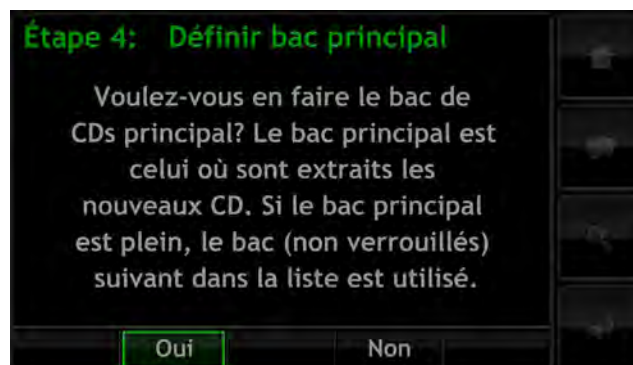 Étape 4: Définir bac principal
Voulez-vous en faire le bac de
CDs principal? Le bac principal est
celui où sont extraits les
nouveaux CD. Si le bac principal
est plein, le bac (non verrouillés)
suivant dans la liste est utilisé.
Oui Non